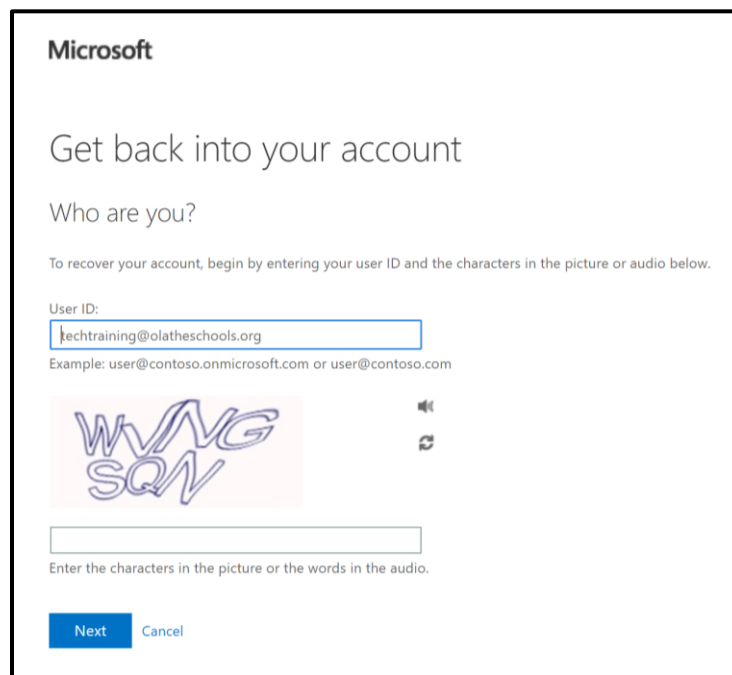 Microsoft
Get back into your account
Who are you?
To recover your account, begin by entering your user ID and the characters in the picture or audio below.
User ID:
techtraining@olatheschools.org
Example: user@contoso.onmicrosoft.com or user@contoso.com
WVNG
SQN
Enter the characters in the picture or the words in the audio.
Next Cancel